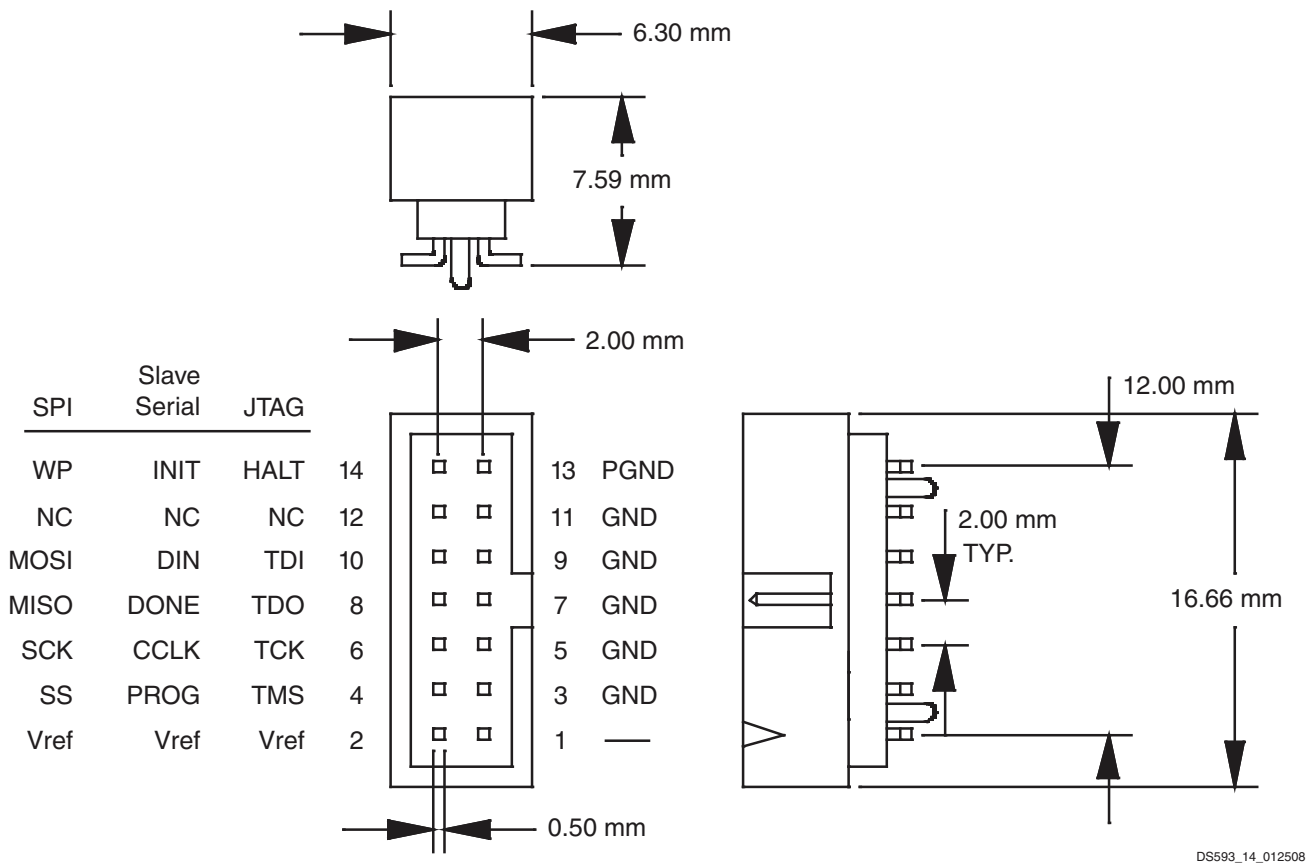 6.30 mm
7.59 mm
2.00 mm
12.00 mm
Slave
SPI Serial JTAG
WP INIT HALT 14 13 PGND
NC NC NC 12 11 GND
2.00 mm
TYP.
MOSI DIN TDI 10 9 GND
MISO DONE TDO 8 7 GND
16.66 mm
SCK CCLK TCK 6 5 GND
SS PROG TMS 4 3 GND
Vref Vref Vref 2 1 —
0.50 mm
DS593_14_012508